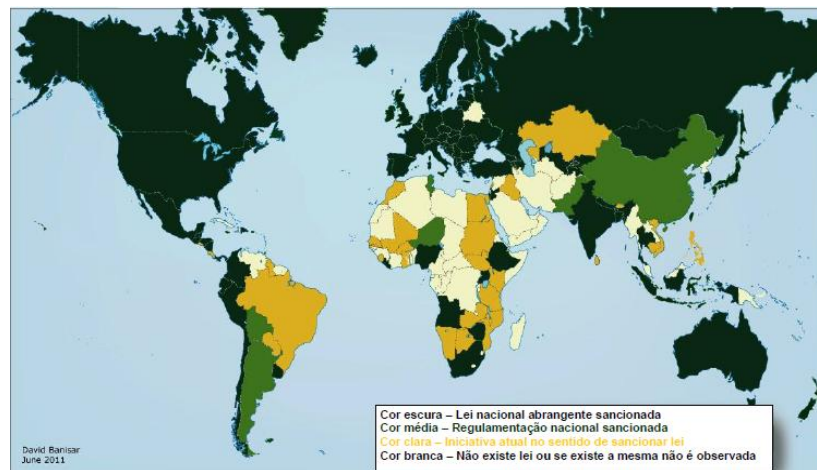 Cor escura – Lei nacional abrangente sancionada
Cor média – Regulamentação nacional sancionada
Cor clara – Iniciativa atual no sentido de sancionar lei
Cor branca – Não existe lei ou se existe a mesma não é observada
David Banisar
June 2011